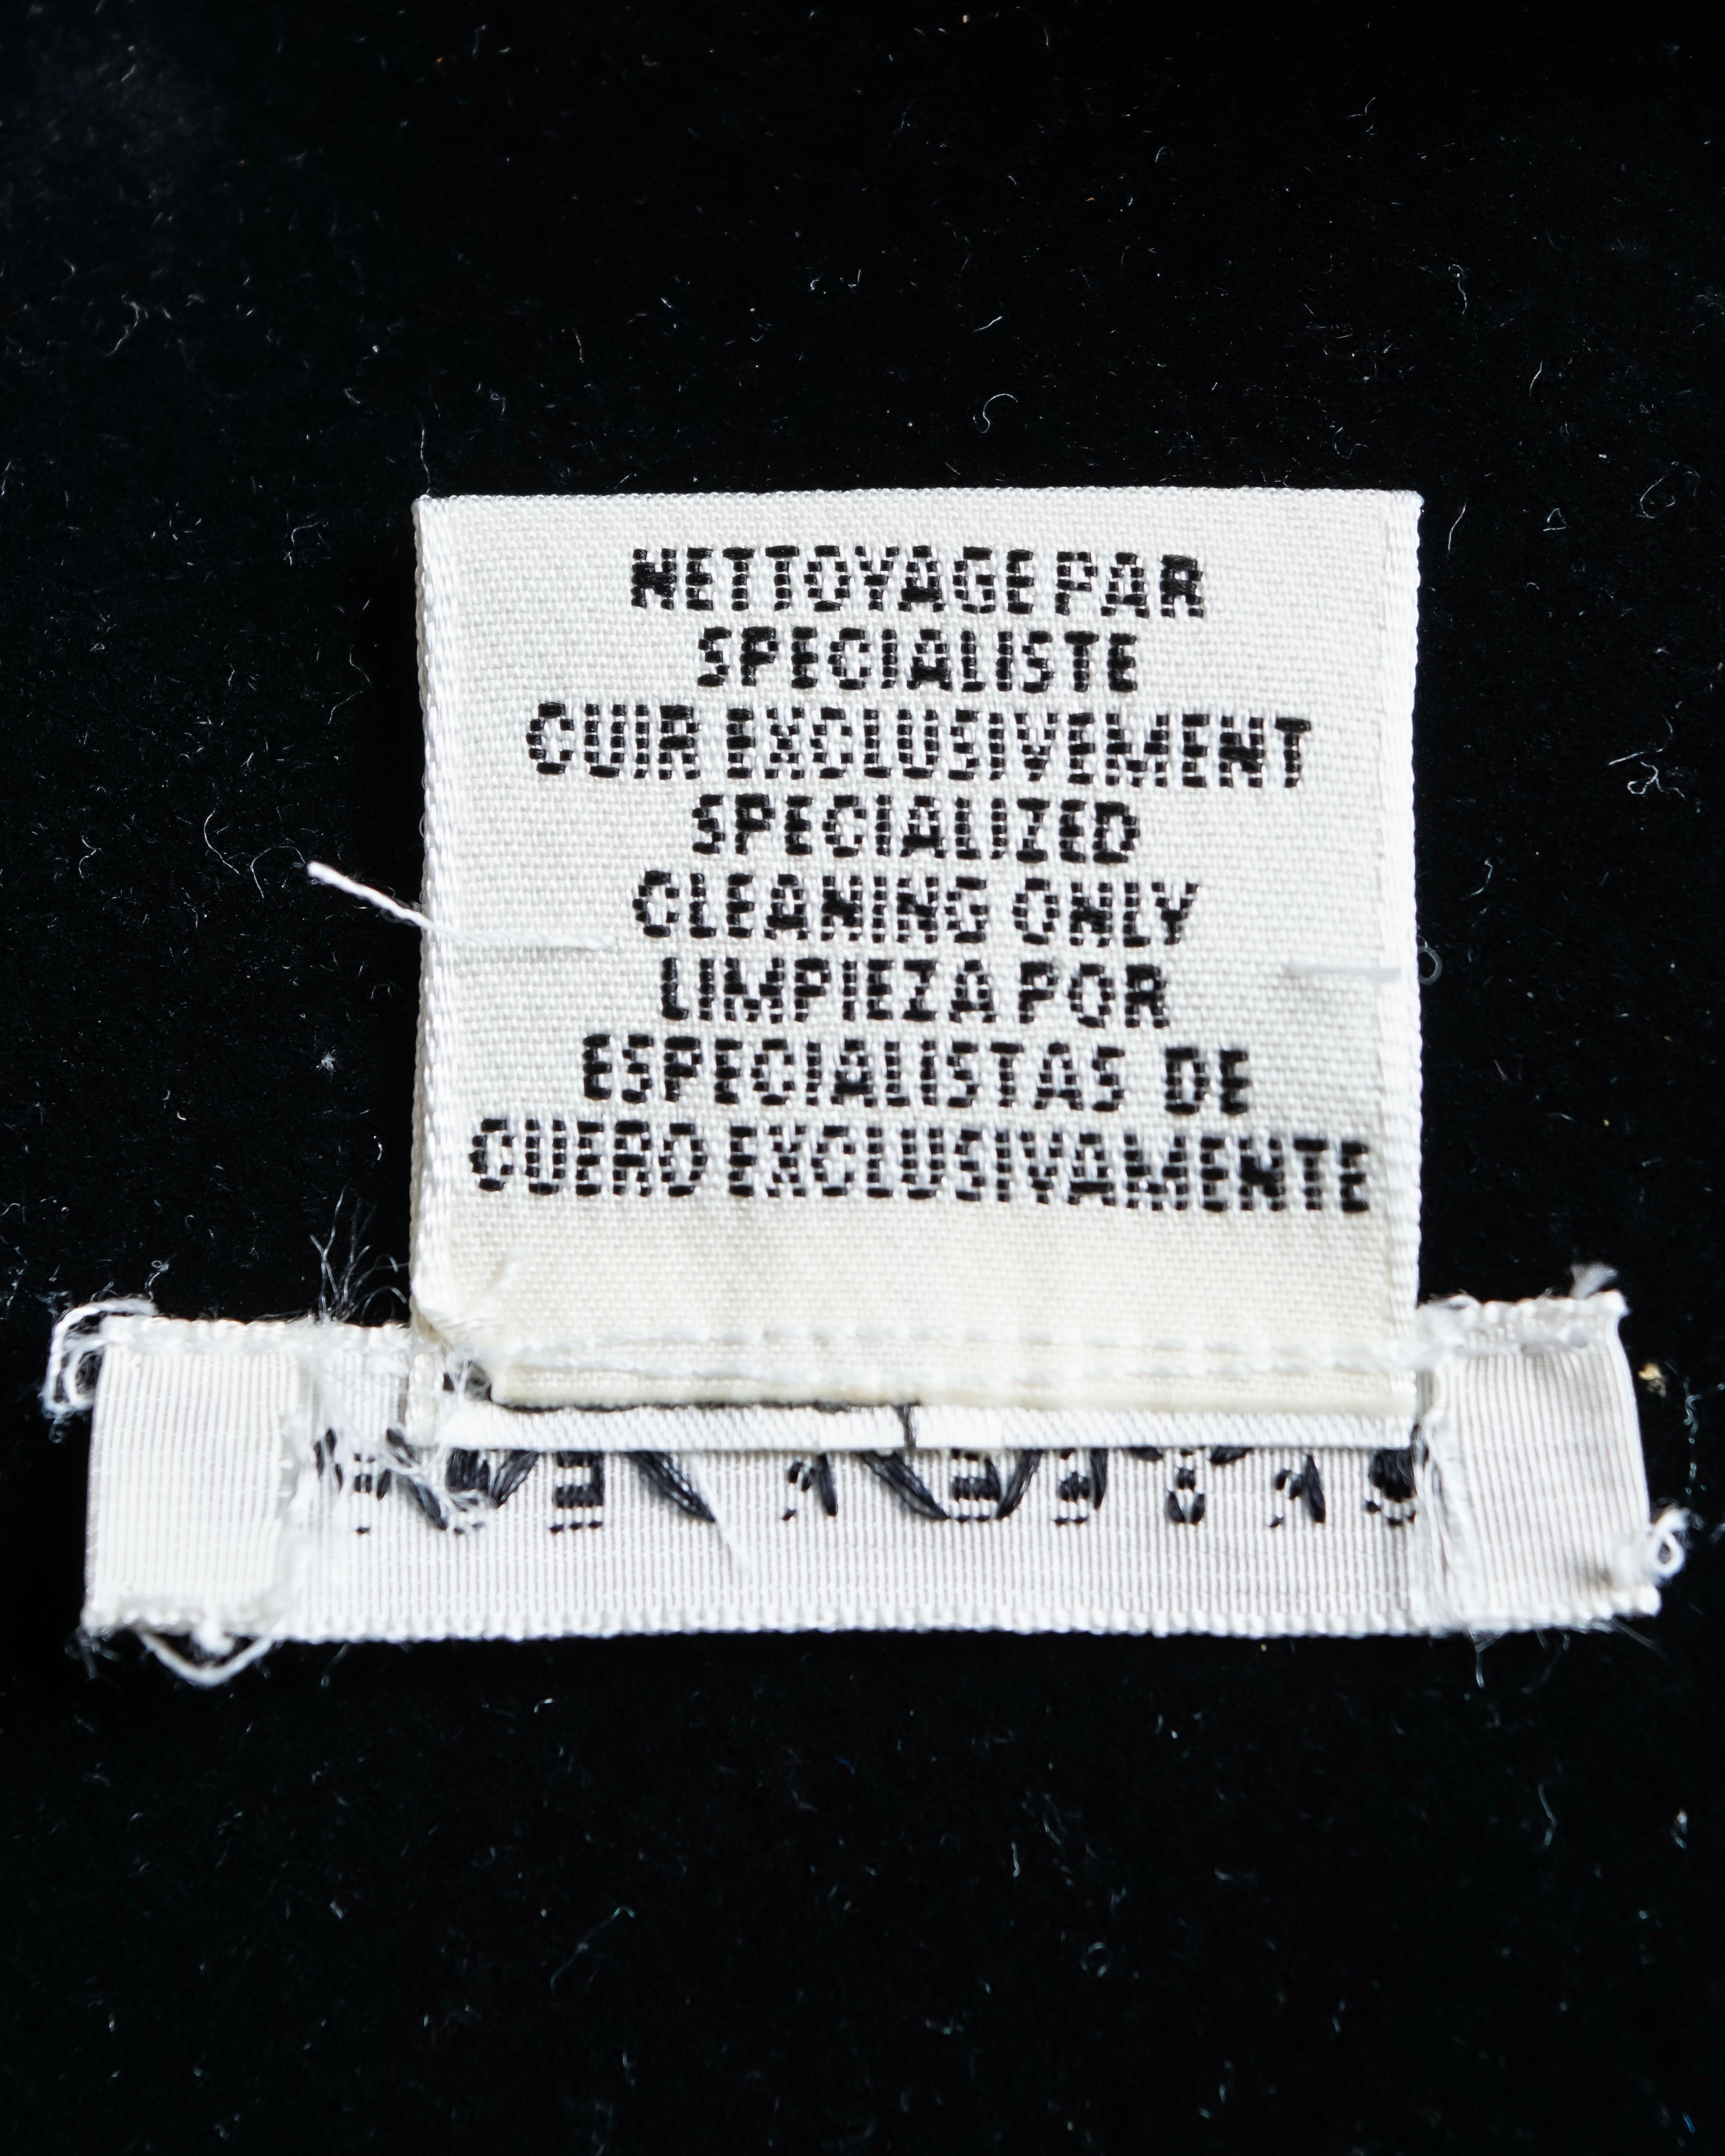 NETTOYAGE PAR
SPECIALISTE
CUIR EXCLUSIVEMENT
SPECIALIZED
CLEANING ONLY
LIMPIEZA POR
ESPECIALISTAS DE
CUERO EXCLUSIVAMENTE